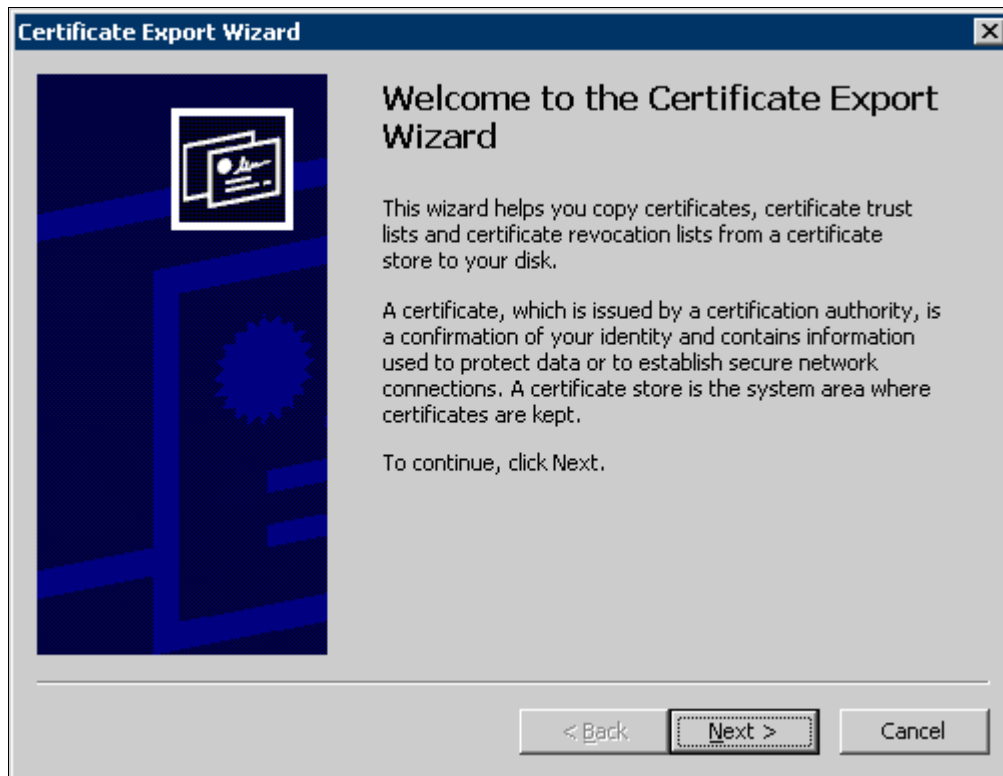 Certificate Export Wizard
Welcome to the Certificate Export
Wizard
This wizard helps you copy certificates, certificate trust
lists and certificate revocation lists from a certificate
store to your disk.
A certificate, which is issued by a certification authority, is
a confirmation of your identity and contains information
used to protect data or to establish secure network
connections. A certificate store is the system area where
certificates are kept.
To continue, click Next.
< Back
Next >
Cancel